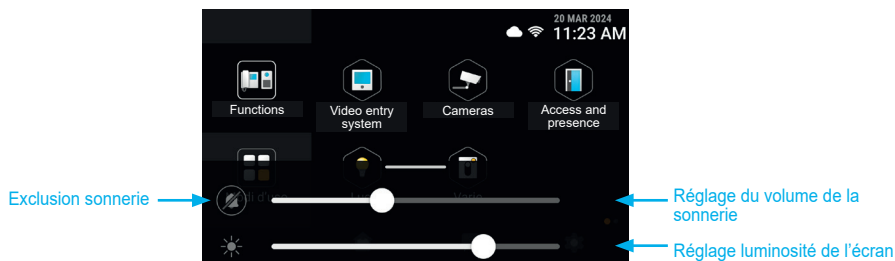 20 MAR 2024
11:23 AM
Functions
Video entry
system
Cameras
Access and
presence
Varie
Exclusion sonnerie
Réglage du volume de la
sonnerie
Réglage luminosité de l'écran